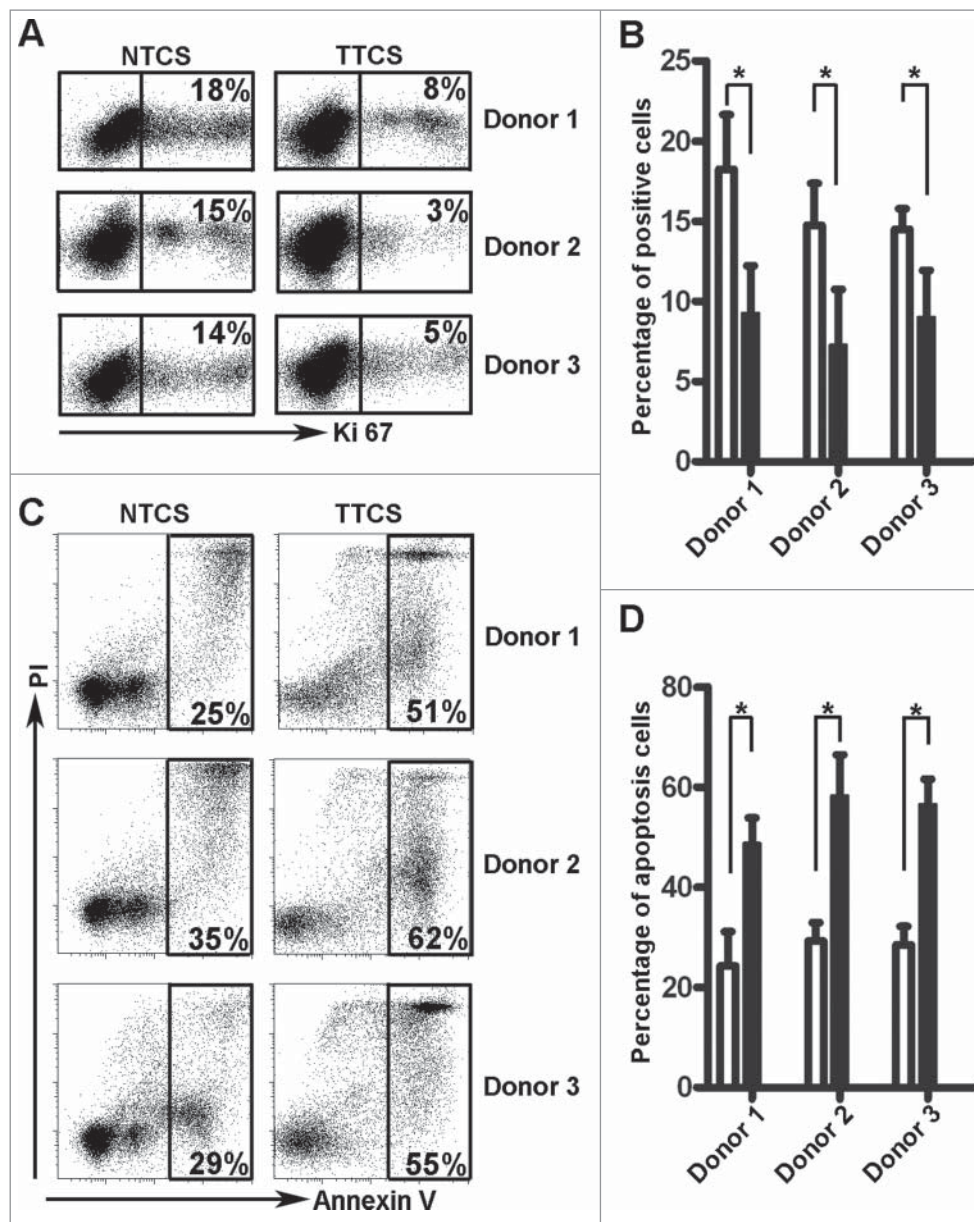 A
NTCS TTCS
18% 8% Donor 1
15% 3% Donor 2
14% 5% Donor 3
Ki 67
B
Percentage of positive cells
25
20
15
10
5
0
* * *
Donor 1 Donor 2 Donor 3
C
NTCS TTCS
PI
25% 51% Donor 1
35% 62% Donor 2
29% 55% Donor 3
Annexin V
D
Percentage of apoptosis cells
80
60
40
20
0
* * *
Donor 1 Donor 2 Donor 3